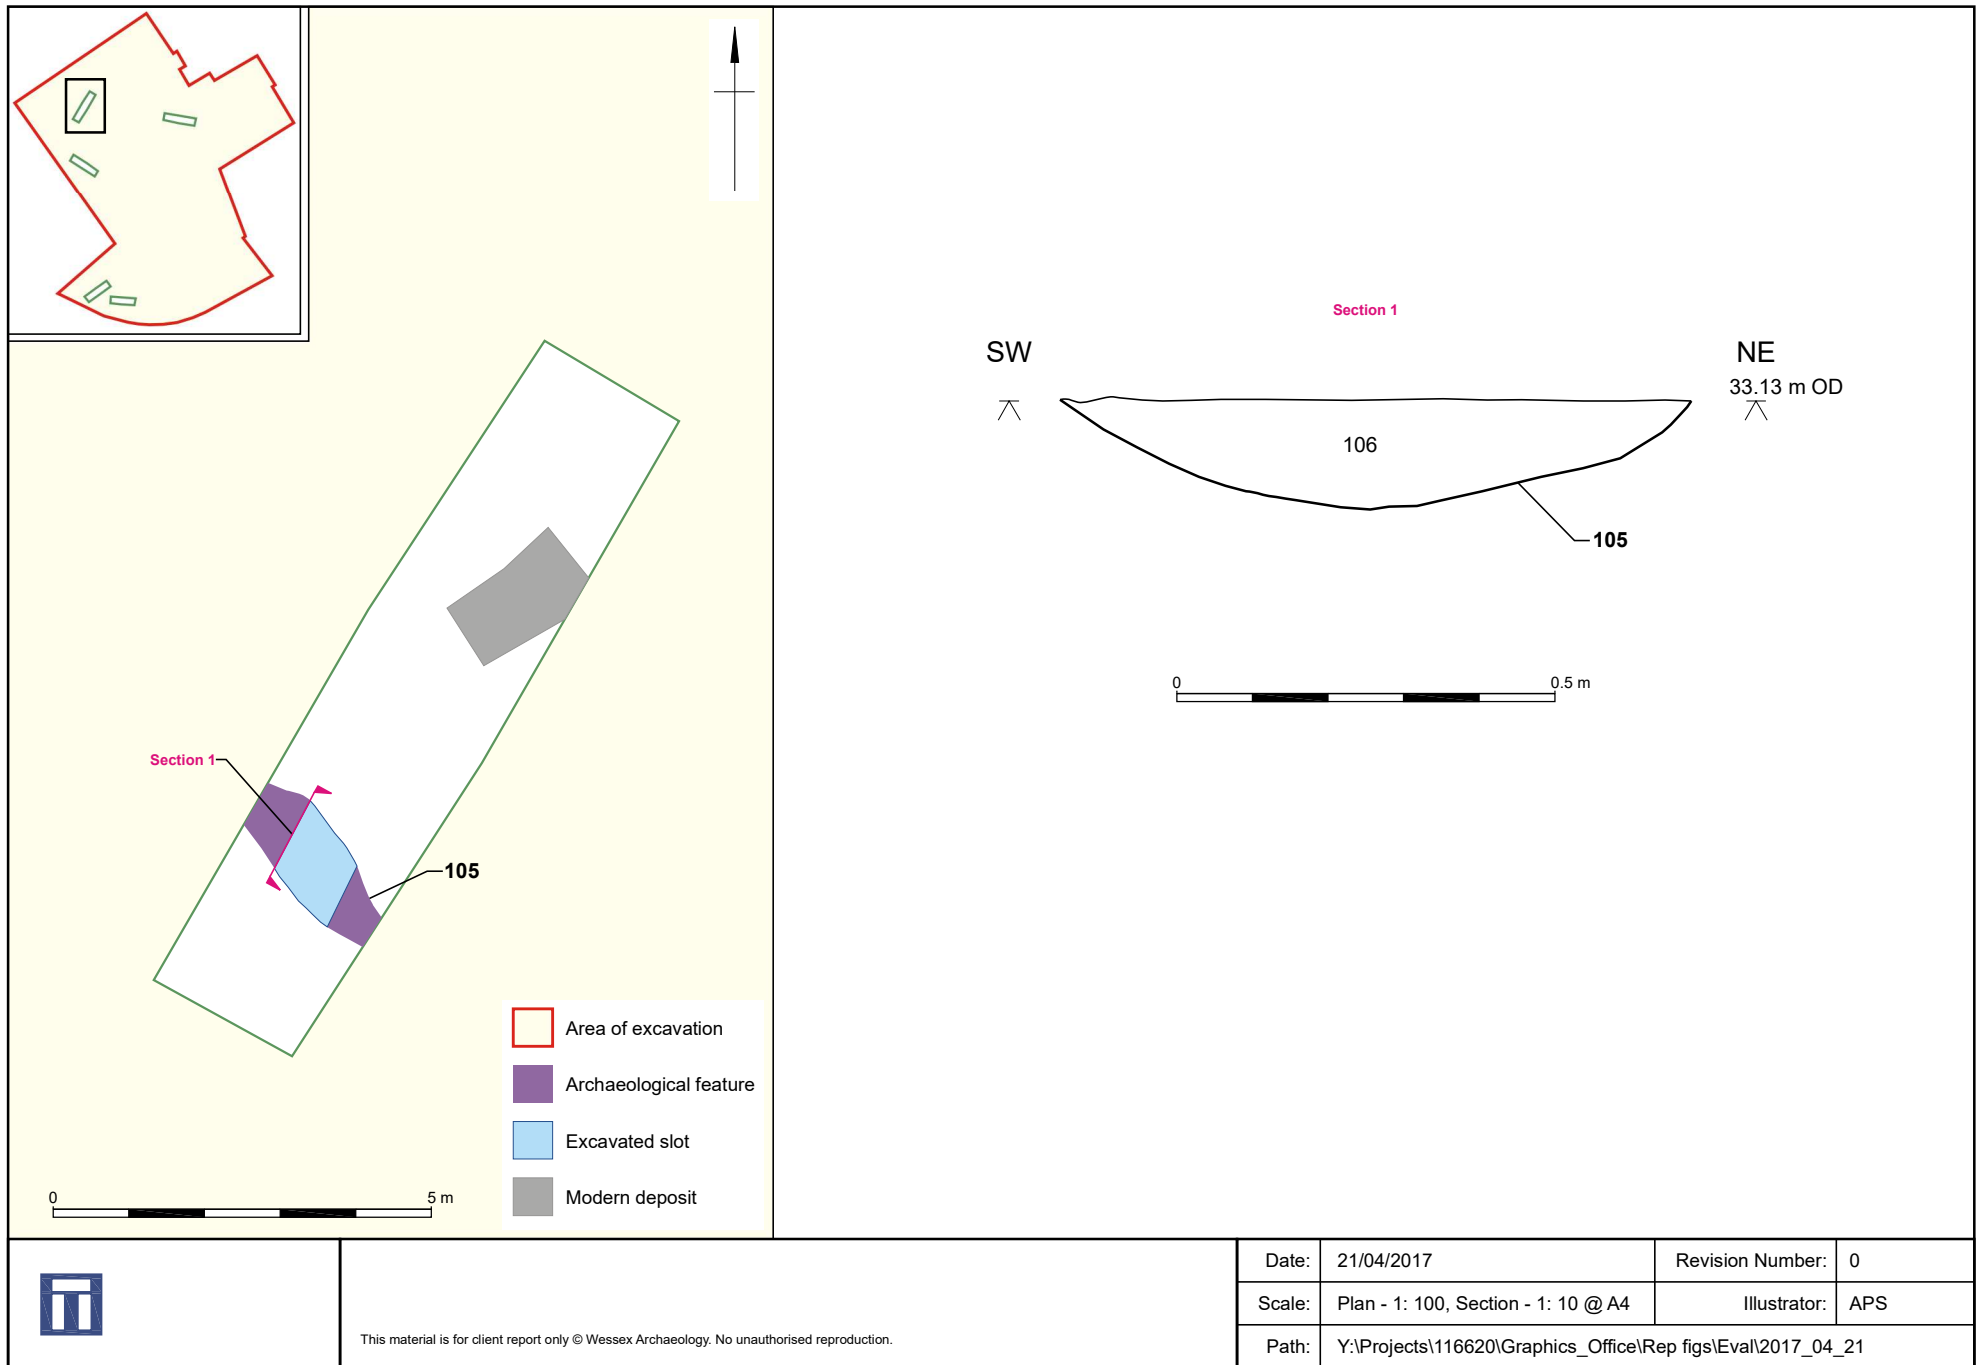 Section 1
SW
NE
33.13 m OD
106
105
0 0.5 m
Section 1
105
Area of excavation
Archaeological feature
Excavated slot
Modern deposit
0 5 m
This material is for client report only © Wessex Archaeology. No unauthorised reproduction.
Date: 21/04/2017 Revision Number: 0
Scale: Plan - 1: 100, Section - 1: 10 @ A4 Illustrator: APS
Path: Y:\Projects\116620\Graphics_Office\Rep figs\Eval\2017_04_21